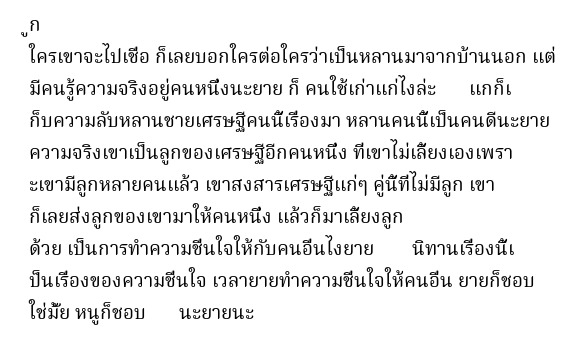 ูก
ใครเขาจะไปเชื่อ ก็เลยบอกใครต่อใครว่าเป็นหลานมาจากบ้านนอก แต่
มีคนรู้ความจริงอยู่คนหนึ่งนะยาย ก็ คนใช้เก่าแก่ไงล่ะ แกก็เ
ก็บความลับหลานชายเศรษฐีคนนี้เรื่องมา หลานคนนี้เป็นคนดีนะยาย
ความจริงเขาเป็นลูกของเศรษฐีอีกคนหนึ่ง ที่เขาไม่เลี้ยงเองเพรา
ะเขามีลูกหลายคนแล้ว เขาสงสารเศรษฐีแก่ๆ คู่นี้ที่ไม่มีลูก เขา
ก็เลยส่งลูกของเขามาให้คนหนึ่ง แล้วก็มาเลี้ยงลูก
ด้วย เป็นการทำความชื่นใจให้กับคนอื่นไงยาย นิทานเรื่องนี้เ
ป็นเรื่องของความชื่นใจ เวลายายทำความชื่นใจให้คนอื่น ยายก็ชอบ
ใช่มั้ย หนูก็ชอบ นะยายนะ